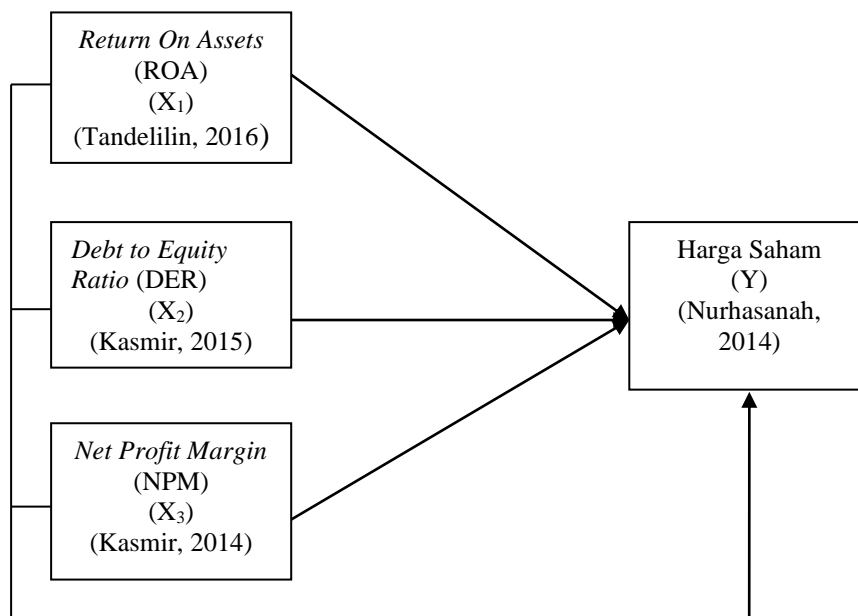 Return On Assets
(ROA)
(X₁)
(Tandelilin, 2016)
Debt to Equity
Ratio (DER)
(X₂)
(Kasmir, 2015)
Net Profit Margin
(NPM)
(X₃)
(Kasmir, 2014)
Harga Saham
(Y)
(Nurhasanah,
2014)